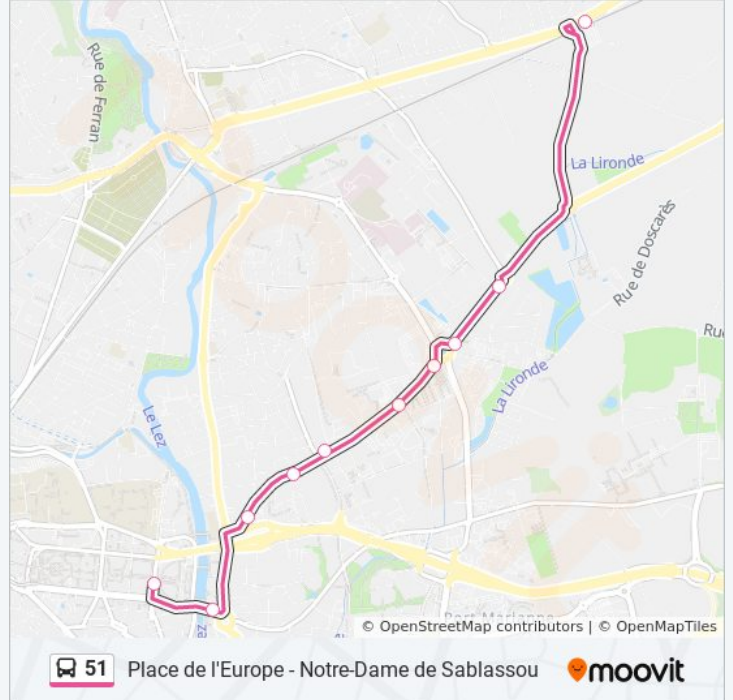 Rue de Ferran
La Lironde
Rue de Doscarès
Ru
La Lironde
Le Lez
Port Marianne
ez
© OpenStreetMap contributors | © OpenMapTiles
51 Place de l'Europe - Notre-Dame de Sablassou
moovit